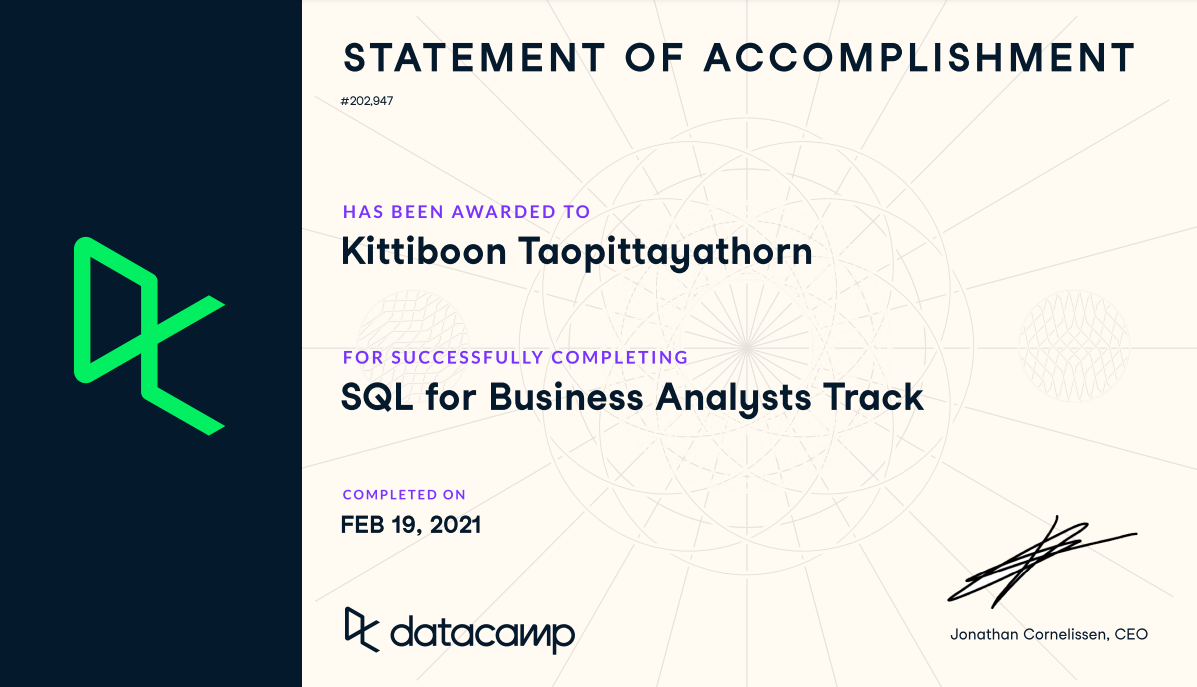 STATEMENT OF ACCOMPLISHMENT
#202,947
HAS BEEN AWARDED TO
Kittiboon Taopittayathorn
FOR SUCCESSFULLY COMPLETING
SQL for Business Analysts Track
COMPLETED ON
FEB 19, 2021
datacamp
Jonathan Cornelissen, CEO